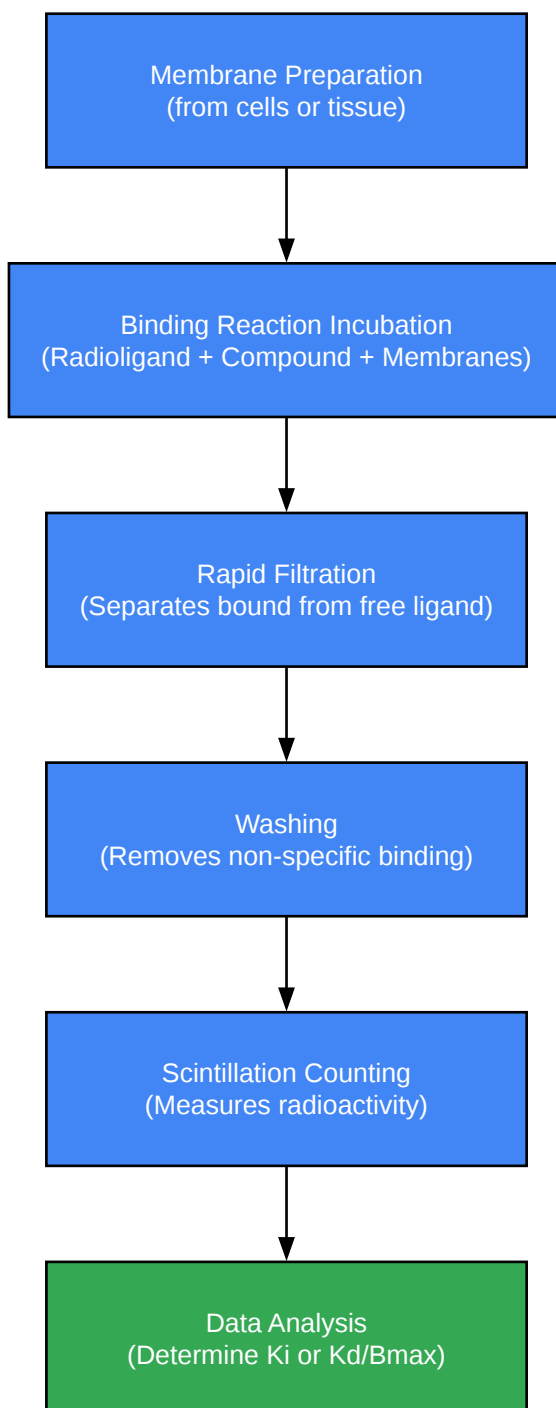 Membrane Preparation
(from cells or tissue)
Binding Reaction Incubation
(Radioligand + Compound + Membranes)
Rapid Filtration
(Separates bound from free ligand)
Washing
(Removes non-specific binding)
Scintillation Counting
(Measures radioactivity)
Data Analysis
(Determine Ki or Kd/Bmax)